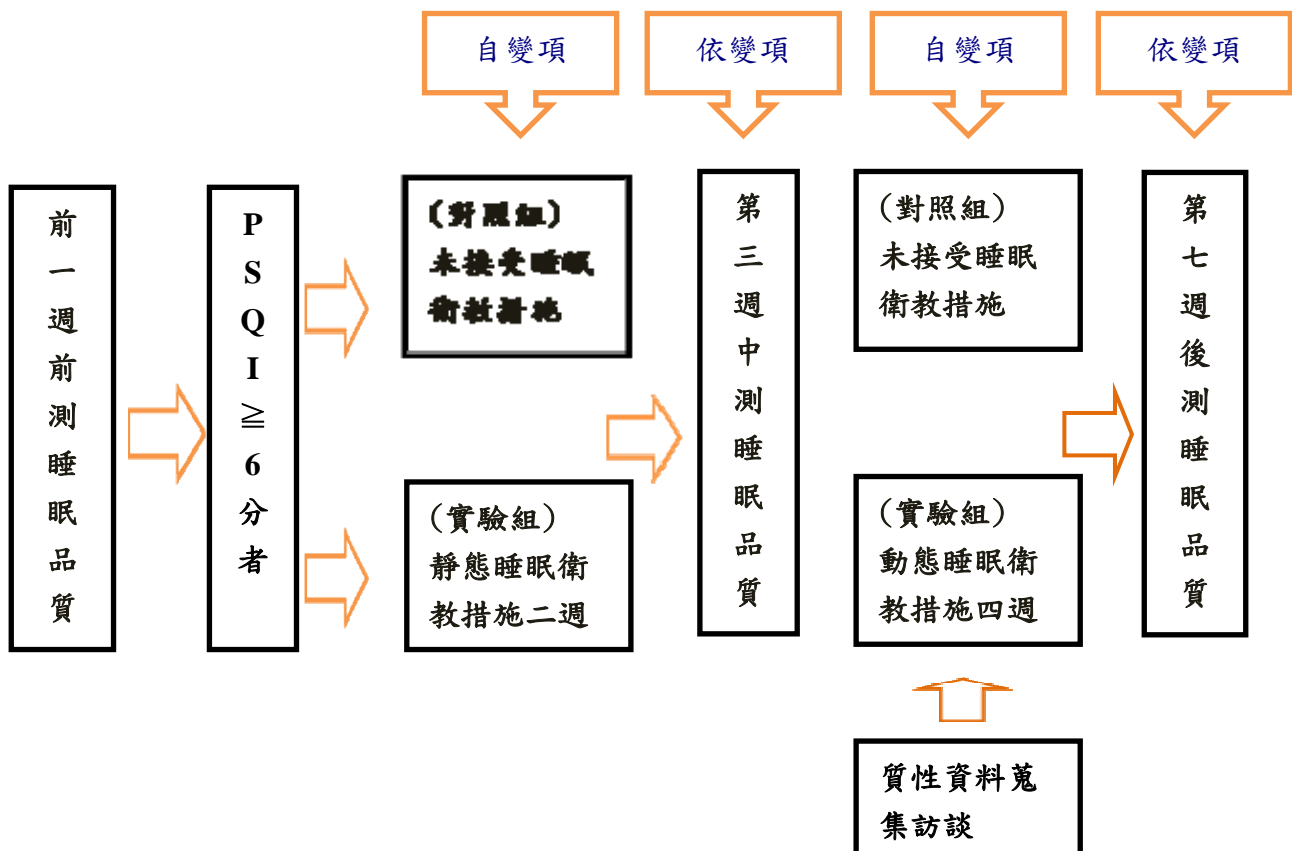 自變項
依變項
自變項
依變項
前一週前測睡眠品質
PSQI≧6分者
(對照組)
未接受睡眠
衛教措施
(實驗組)
靜態睡眠衛
教措施二週
第三週中測睡眠品質
(對照組)
未接受睡眠
衛教措施
(實驗組)
動態睡眠衛
教措施四週
第七週後測睡眠品質
質性資料蒐
集訪談